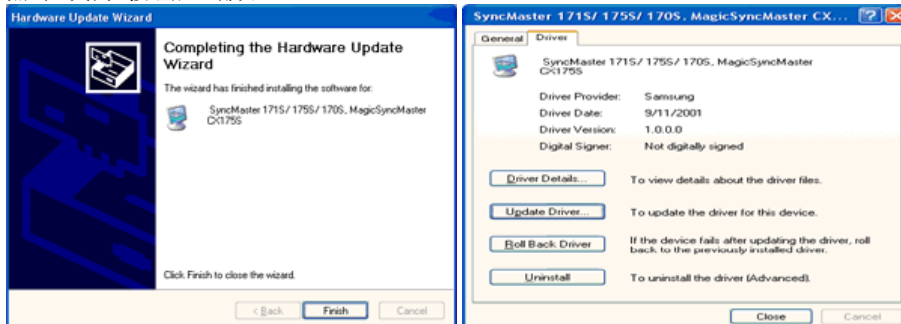 Hardware Update Wizard
Completing the Hardware Update
Wizard
The wizard has finished installing the software for:
SyncMaster 171S/ 175S/ 170S, MagicSyncMaster
CX175S
Click Finish to close the wizard.
< Back
Finish
Cancel
SyncMaster 171S/ 175S/ 170S, MagicSyncMaster CX...
General
Driver
SyncMaster 171S/ 175S/ 170S, MagicSyncMaster
CX175S
Driver Provider: Samsung
Driver Date: 9/11/2001
Driver Version: 1.0.0.0
Digital Signer: Not digitally signed
Driver Details...
To view details about the driver files.
Update Driver...
To update the driver for this device.
Roll Back Driver
If the device fails after updating the driver, roll
back to the previously installed driver.
Uninstall
To uninstall the driver (Advanced).
Close
Cancel